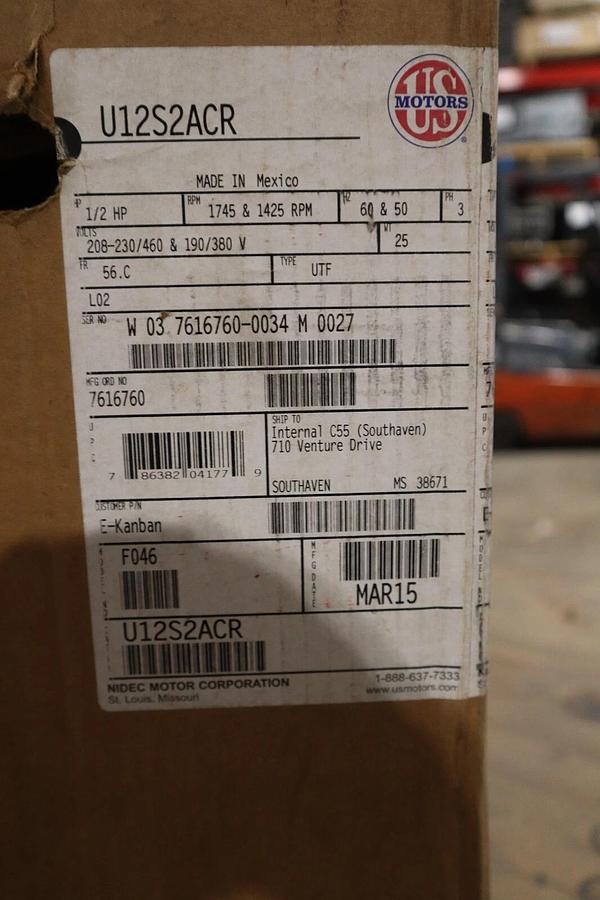 U12S2ACR
US
MOTORS
®
MADE IN Mexico
HP 1/2 HP RPM 1745 & 1425 RPM HZ 60 & 50 PH 3
VOLTS 208-230/460 & 190/380 V WT 25
FR 56.C TYPE UTF
L02
SER NO W 03 7616760-0034 M 0027
MFG ORD NO
7616760
UPC
7 86382 04177 9
SHIP TO
Internal C55 (Southaven)
710 Venture Drive
SOUTHAVEN MS 38671
CUSTOMER P/N
E-Kanban
MODEL NO
F046
MFG DATE
MAR15
U12S2ACR
NIDEC MOTOR CORPORATION
St. Louis, Missouri
1-888-637-7333
www.usmotors.com